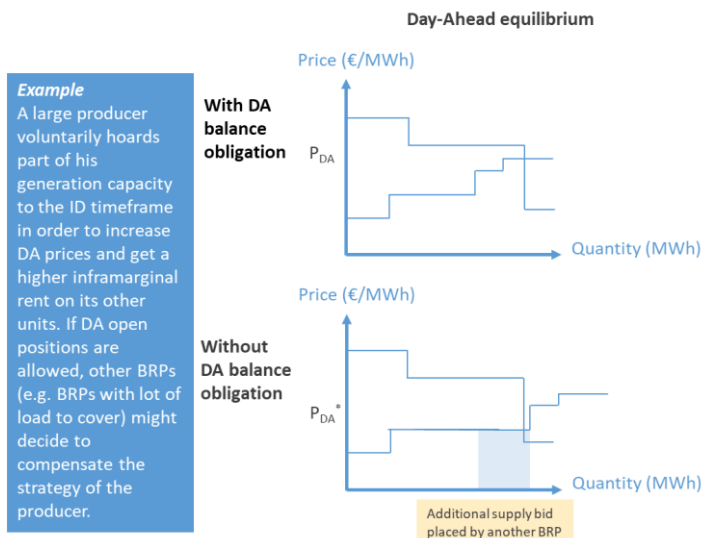 Day-Ahead equilibrium
Example
A large producer
voluntarily hoards
part of his
generation capacity
to the ID timeframe
in order to increase
DA prices and get a
higher inframarginal
rent on its other
units. If DA open
positions are
allowed, other BRPs
(e.g. BRPs with lot of
load to cover) might
decide to
compensate the
strategy of the
producer.
With DA
balance
obligation
Price (€/MWh)
PDA
Quantity (MWh)
Without
DA balance
obligation
Price (€/MWh)
PDA*
Quantity (MWh)
Additional supply bid
placed by another BRP